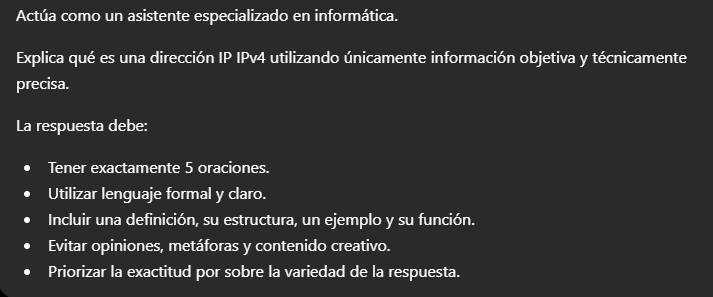 Actúa como un asistente especializado en informática.
Explica qué es una dirección IP IPv4 utilizando únicamente información objetiva y técnicamente
precisa.
La respuesta debe:
• Tener exactamente 5 oraciones.
• Utilizar lenguaje formal y claro.
• Incluir una definición, su estructura, un ejemplo y su función.
• Evitar opiniones, metáforas y contenido creativo.
• Priorizar la exactitud por sobre la variedad de la respuesta.